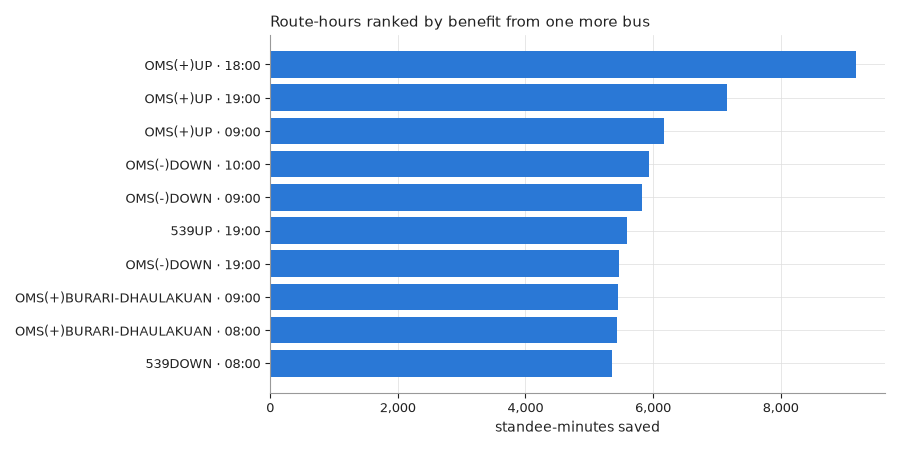 Route-hours ranked by benefit from one more bus
OMS(+)UP · 18:00
OMS(+)UP · 19:00
OMS(+)UP · 09:00
OMS(-)DOWN · 10:00
OMS(-)DOWN · 09:00
539UP · 19:00
OMS(-)DOWN · 19:00
OMS(+)BURARI-DHAULAKUAN · 09:00
OMS(+)BURARI-DHAULAKUAN · 08:00
539DOWN · 08:00
0 2,000 4,000 6,000 8,000
standee-minutes saved